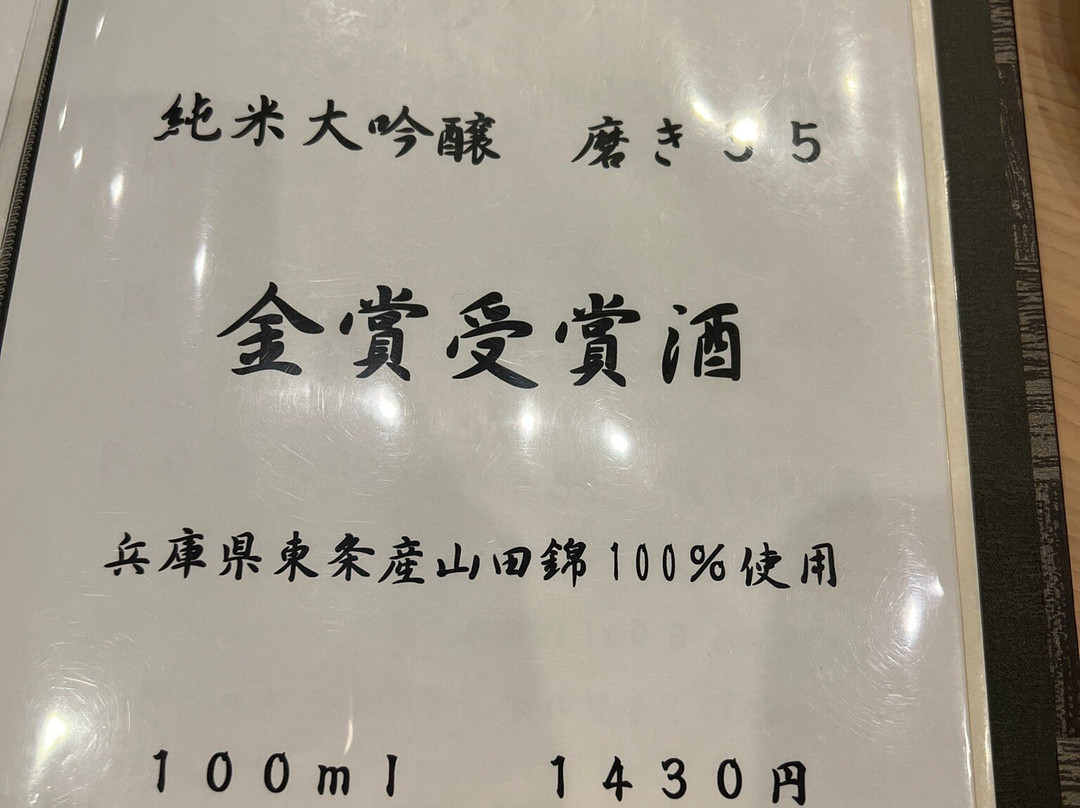 純米大吟醸　磨き３５
金賞受賞酒
兵庫県東条産山田錦100%使用
１００ｍｌ　１４３０円